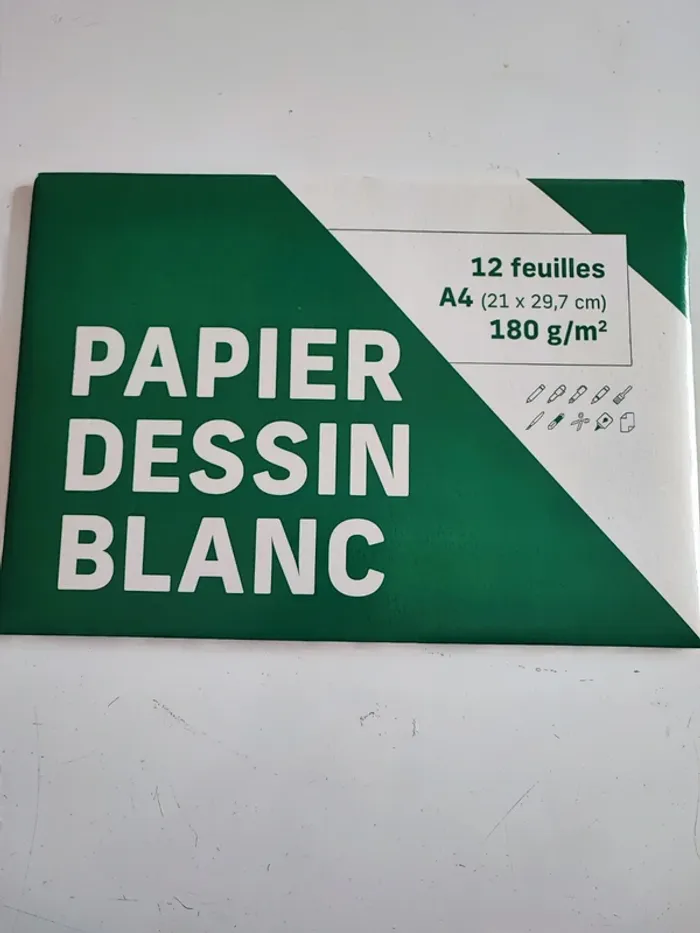 12 feuilles
A4 (21 x 29,7 cm)
180 g/m²
PAPIER
DESSIN
BLANC